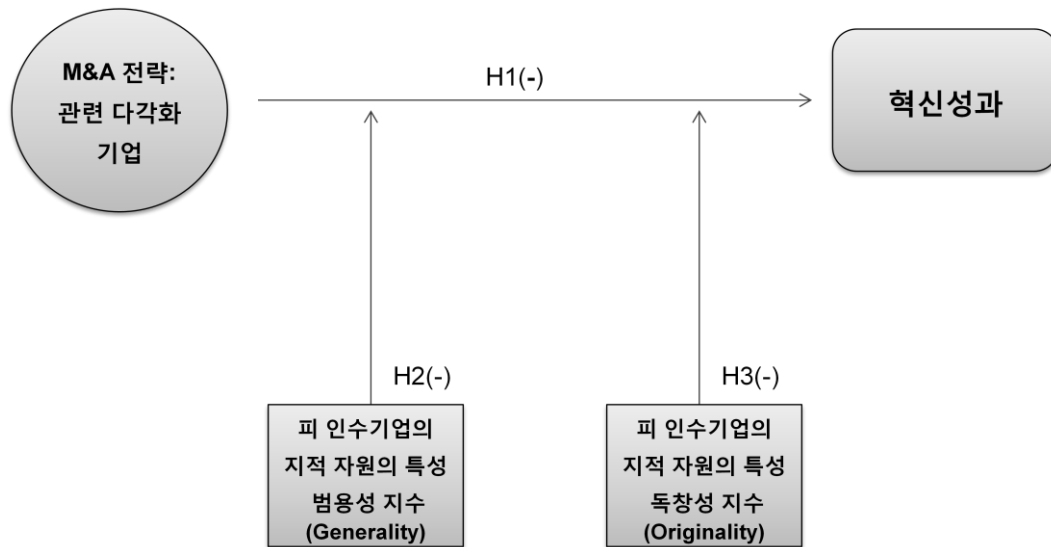 M&A 전략:
관련 다각화
기업
H1(-)
혁신성과
H2(-)
H3(-)
피 인수기업의
지적 자원의 특성
범용성 지수
(Generality)
피 인수기업의
지적 자원의 특성
독창성 지수
(Originality)